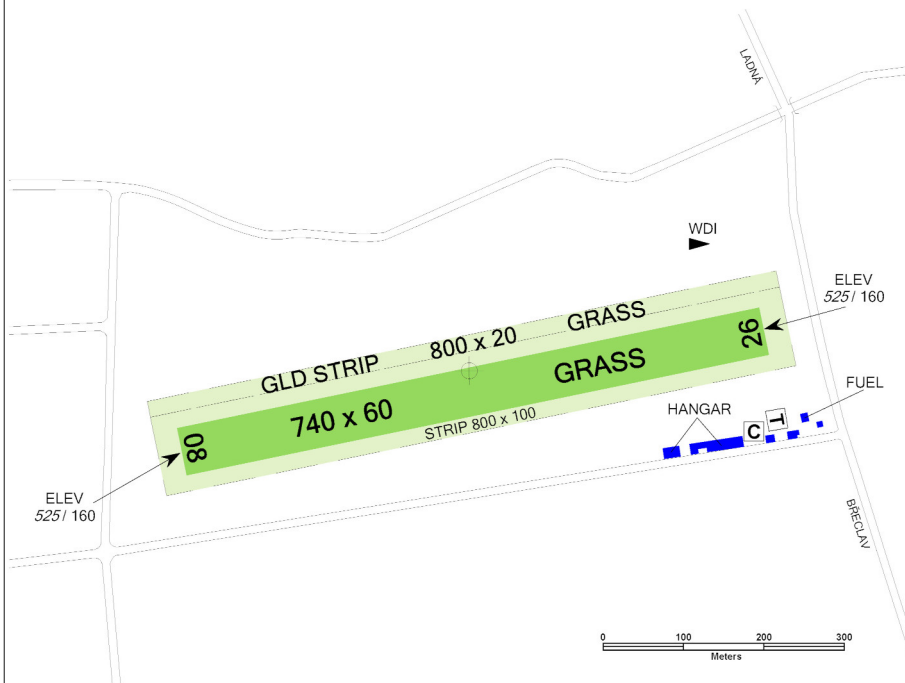 LADNÁ
WDI
ELEV
525 / 160
GLD STRIP 800 x 20 GRASS
26
740 x 60 GRASS
STRIP 800 x 100
08
FUEL
HANGAR
C
T
ELEV
525 / 160
BŘECLAV
0 100 200 300
Meters